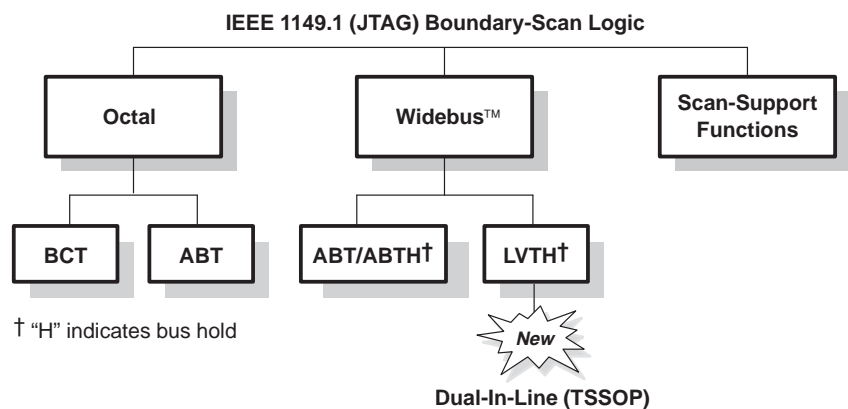 IEEE 1149.1 (JTAG) Boundary-Scan Logic
Octal
Widebus™
Scan-Support
Functions
BCT
ABT
ABT/ABTH†
LVTH†
† “H” indicates bus hold
New
Dual-In-Line (TSSOP)